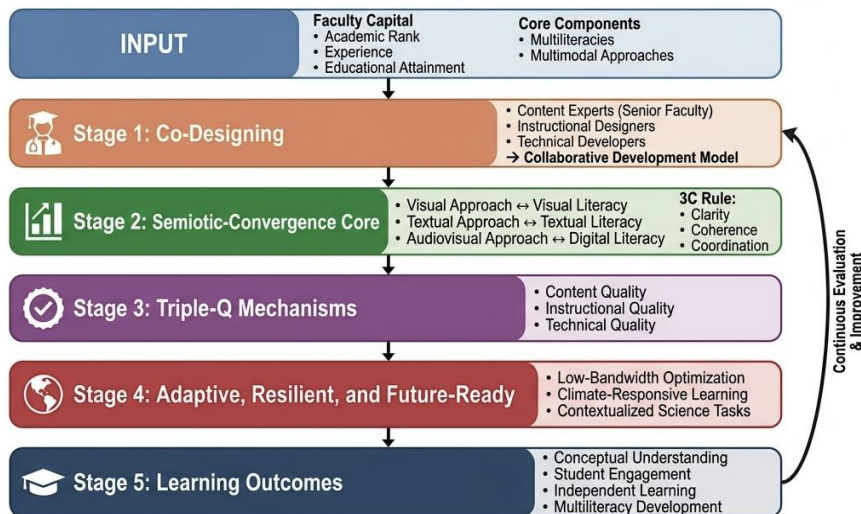 INPUT
Faculty Capital
• Academic Rank
• Experience
• Educational Attainment
Core Components
• Multiliteracies
• Multimodal Approaches
Stage 1: Co-Designing
• Content Experts (Senior Faculty)
• Instructional Designers
• Technical Developers
→ Collaborative Development Model
Stage 2: Semiotic-Convergence Core
• Visual Approach ↔ Visual Literacy
• Textual Approach ↔ Textual Literacy
• Audiovisual Approach ↔ Digital Literacy
3C Rule:
• Clarity
• Coherence
• Coordination
Stage 3: Triple-Q Mechanisms
• Content Quality
• Instructional Quality
• Technical Quality
Stage 4: Adaptive, Resilient, and Future-Ready
• Low-Bandwidth Optimization
• Climate-Responsive Learning
• Contextualized Science Tasks
Stage 5: Learning Outcomes
• Conceptual Understanding
• Student Engagement
• Independent Learning
• Multiliteracy Development
Continuous Evaluation
& Improvement